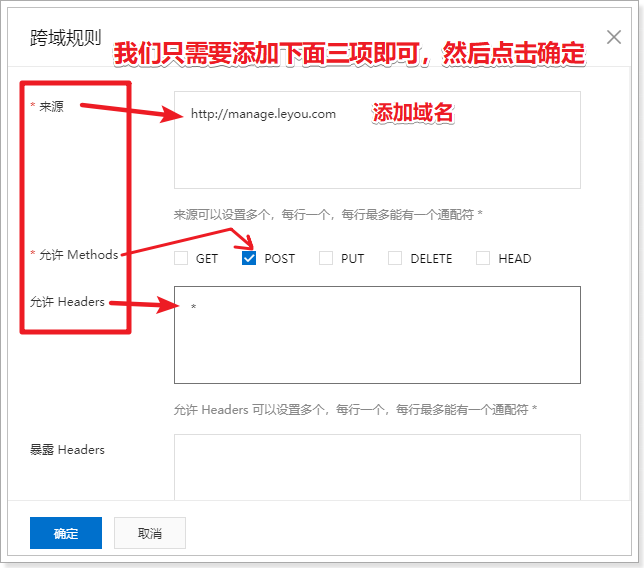 跨域规则
我们只需要添加下面三项即可，然后点击确定
* 来源
http://manage.leyou.com
添加域名
来源可以设置多个，每行一个，每行最多能有一个通配符 *
* 允许 Methods
GET POST PUT DELETE HEAD
允许 Headers
*
允许 Headers 可以设置多个，每行一个，每行最多能有一个通配符 *
暴露 Headers
确定 取消